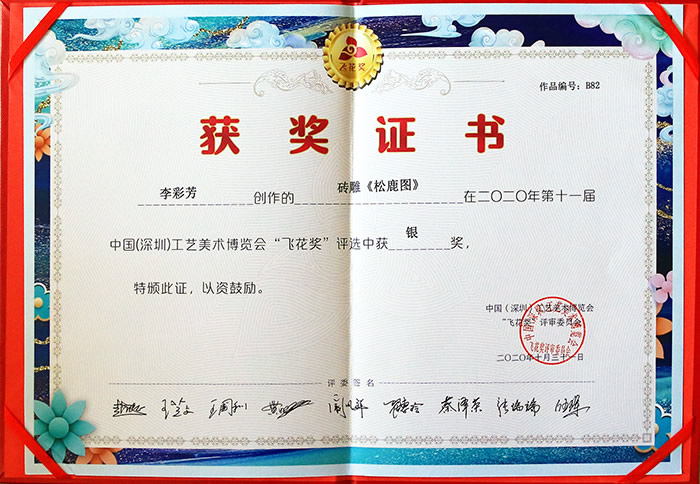 飞花奖
作品编号：B82
获奖证书
李彩芳创作的砖雕《松鹿图》在二〇二〇年第十一届
中国(深圳)工艺美术博览会“飞花奖”评选中获银奖，
特颁此证，以资鼓励。
中国（深圳）工艺美术博览会
“飞花奖”评审委员会
二〇二〇年十月三十一日
评委签名